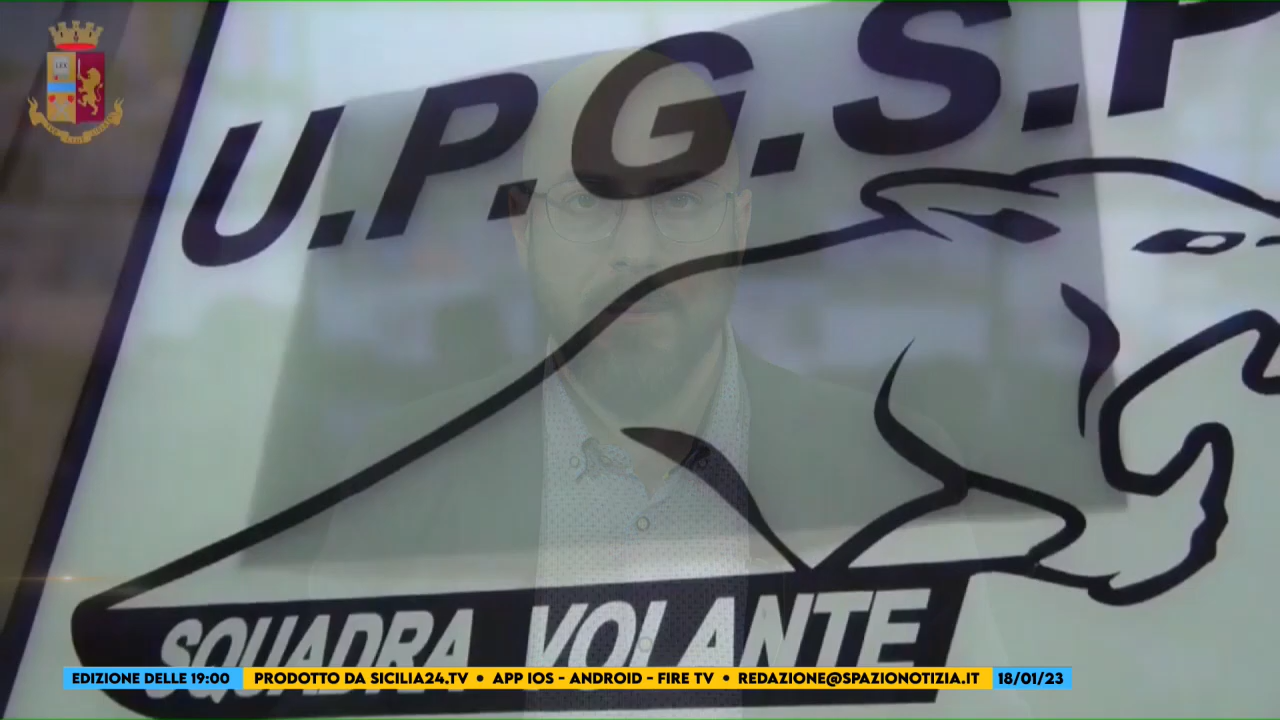 U.P.G.S.P
SQUADRA VOLANTE
EDIZIONE DELLE 19:00 PRODOTTO DA SICILIA24.TV • APP IOS - ANDROID - FIRE TV • REDAZIONE@SPAZIONOTIZIA.IT 18/01/23